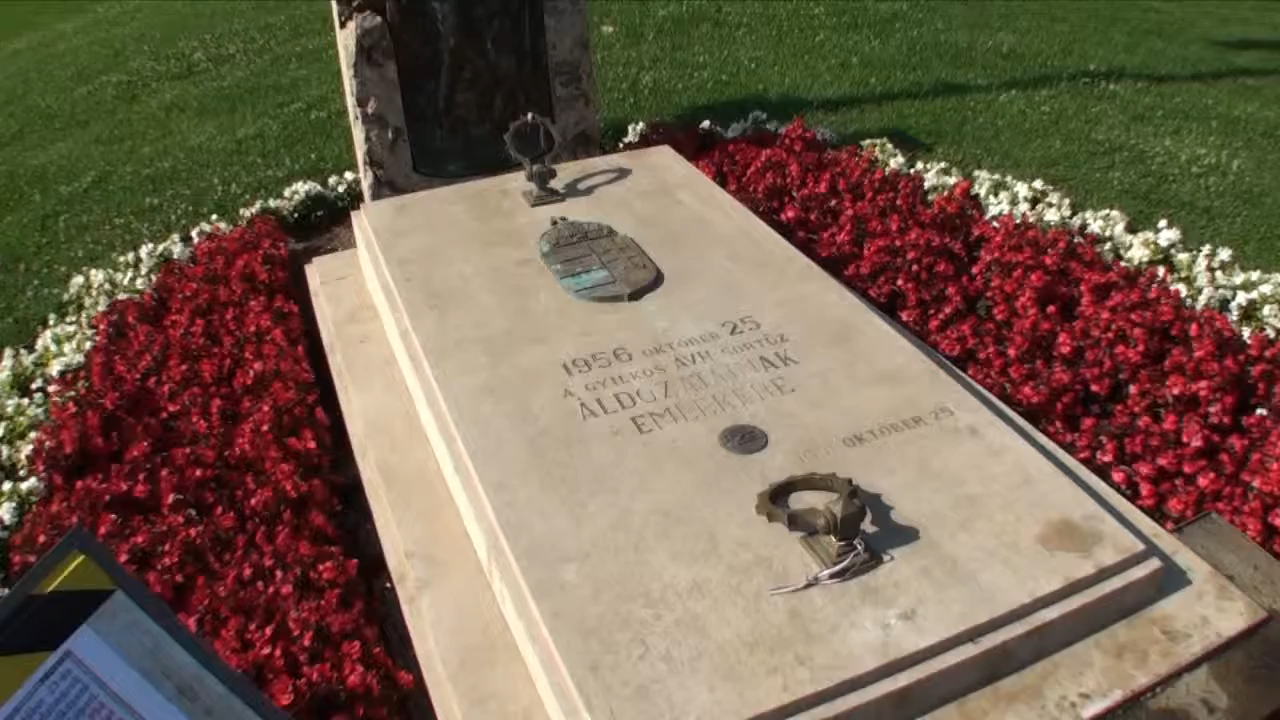 1956 OKTÓBER 25
A GYILKOS ÁVH SORTŰZ
ÁLDOZATAINAK
EMLÉKÉRE
OKTÓBER 25